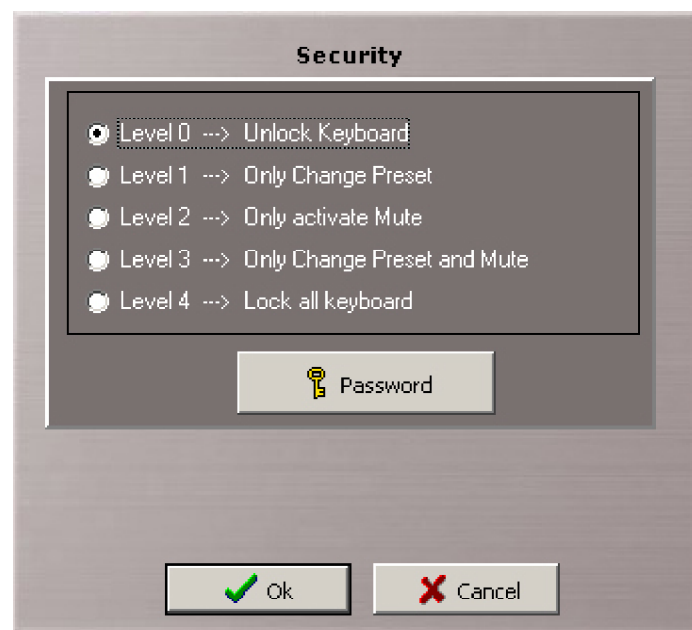 Security
Level 0 ---> Unlock Keyboard
Level 1 ---> Only Change Preset
Level 2 ---> Only activate Mute
Level 3 ---> Only Change Preset and Mute
Level 4 ---> Lock all keyboard
Password
Ok Cancel